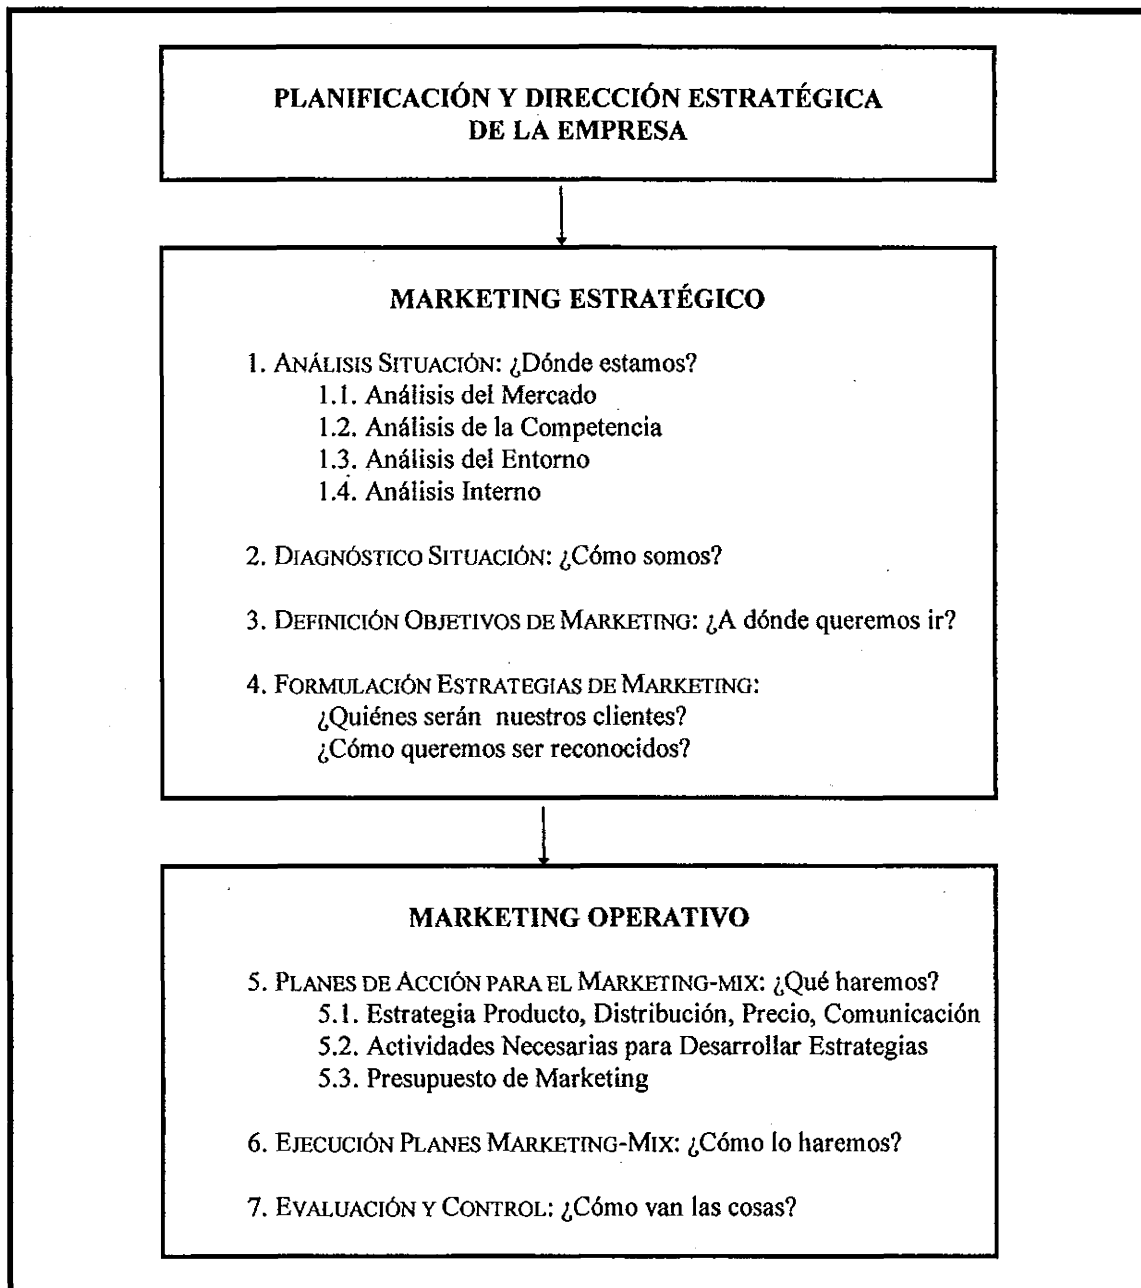 PLANIFICACIÓN Y DIRECCIÓN ESTRATÉGICA
DE LA EMPRESA
MARKETING ESTRATÉGICO
1. ANÁLISIS SITUACIÓN: ¿Dónde estamos?
1.1. Análisis del Mercado
1.2. Análisis de la Competencia
1.3. Análisis del Entorno
1.4. Análisis Interno
2. DIAGNÓSTICO SITUACIÓN: ¿Cómo somos?
3. DEFINICIÓN OBJETIVOS DE MARKETING: ¿A dónde queremos ir?
4. FORMULACIÓN ESTRATEGIAS DE MARKETING:
¿Quiénes serán nuestros clientes?
¿Cómo queremos ser reconocidos?
MARKETING OPERATIVO
5. PLANES DE ACCIÓN PARA EL MARKETING-MIX: ¿Qué haremos?
5.1. Estrategia Producto, Distribución, Precio, Comunicación
5.2. Actividades Necesarias para Desarrollar Estrategias
5.3. Presupuesto de Marketing
6. EJECUCIÓN PLANES MARKETING-MIX: ¿Cómo lo haremos?
7. EVALUACIÓN Y CONTROL: ¿Cómo van las cosas?